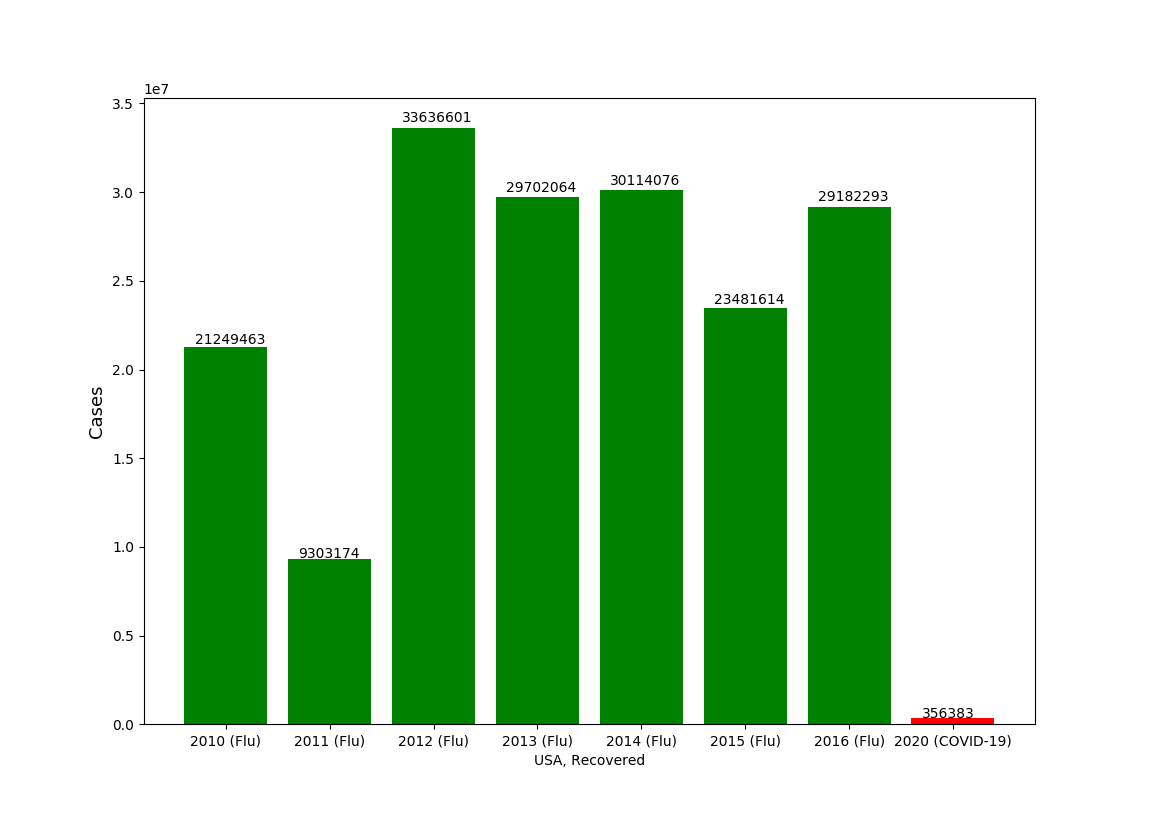 1e7
3.5
3.0
2.5
2.0
1.5
1.0
0.5
0.0
Cases
21249463
9303174
33636601
29702064
30114076
23481614
29182293
356383
2010 (Flu)
2011 (Flu)
2012 (Flu)
2013 (Flu)
2014 (Flu)
2015 (Flu)
2016 (Flu)
2020 (COVID-19)
USA, Recovered